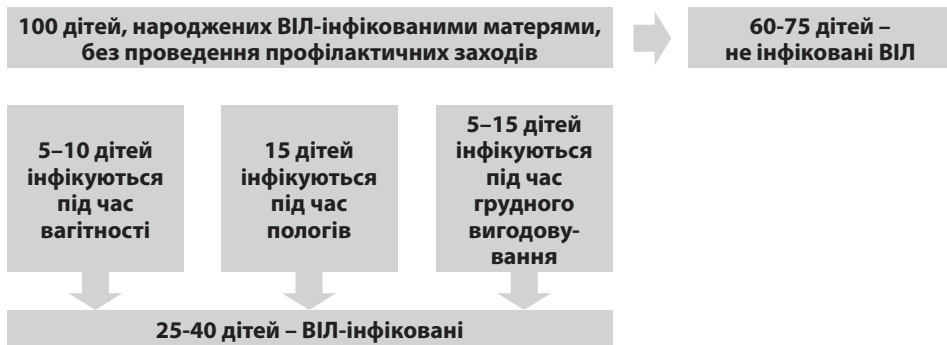 100 дітей, народжених ВІЛ-інфікованими матерями,
без проведення профілактичних заходів
60-75 дітей –
не інфіковані ВІЛ
5–10 дітей
інфікуються
під час
вагітності
15 дітей
інфікуються
під час
пологів
5–15 дітей
інфікуються
під час
грудного
вигодову-
вання
25-40 дітей – ВІЛ-інфіковані